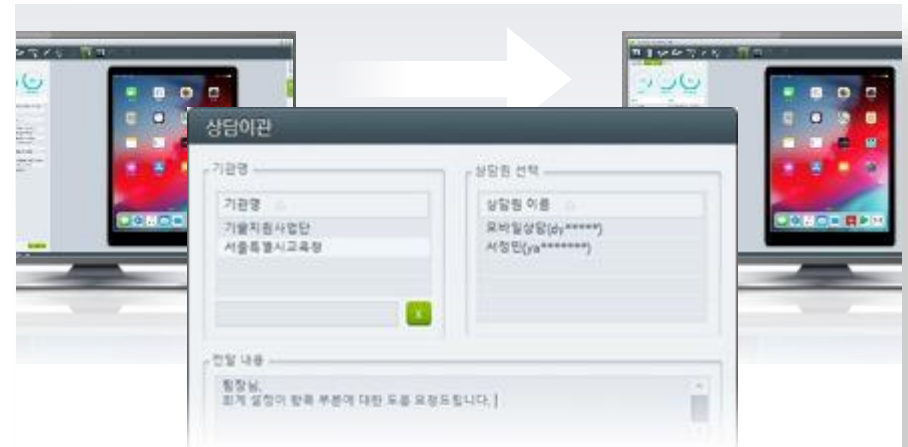 상담이관
기관명
기관명
기술지원사업단
서울특별시교육청
X
상담원 선택
상담원 이름
모바일상담(dy*****)
서정민(ya*******)
전달 내용
팀장님,
회계 설정이 항목 부분에 대한 도움 요청드립니다.